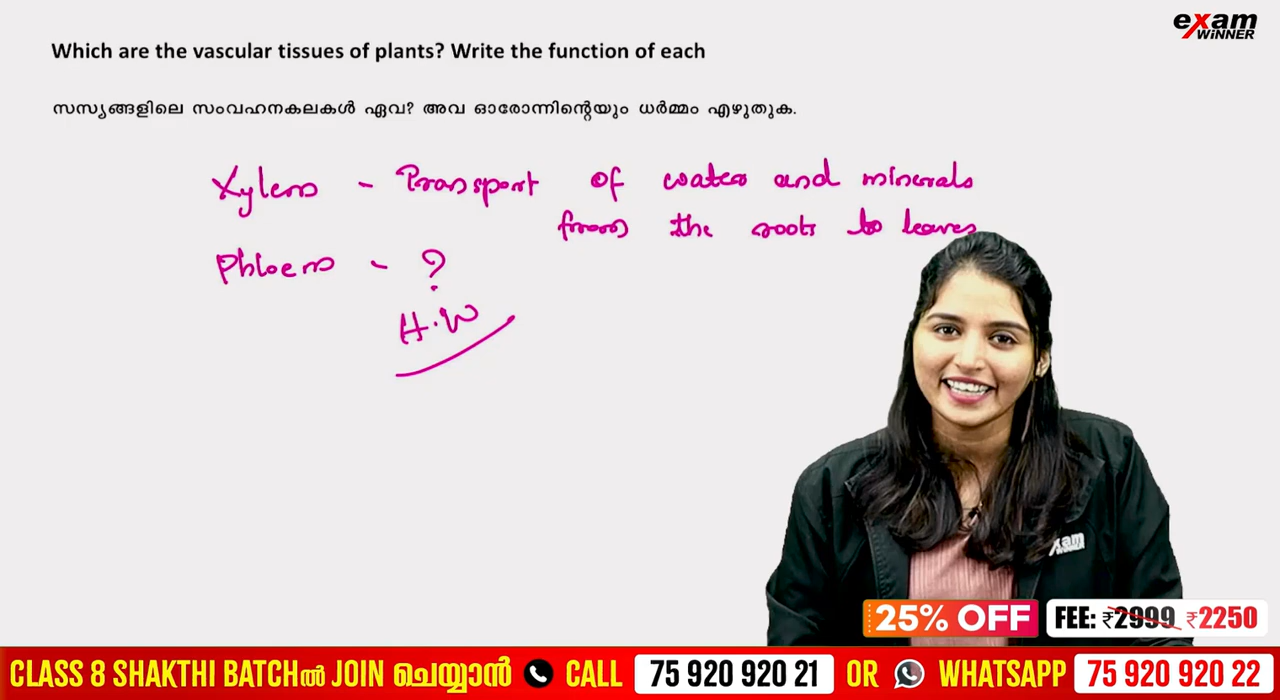 exam
WiNNER
Which are the vascular tissues of plants? Write the function of each
സസ്യങ്ങളിലെ സംവഹനകലകൾ ഏവ? അവ ഓരോന്നിന്റെയും ധർമ്മം എഴുതുക.
Xylem - Transport of water and minerals
from the roots to leaves
Phloem - ?
H.W
xam
WINNER
25% OFF FEE: ₹2999 ₹2250
CLASS 8 SHAKTHI BATCHൽ JOIN ചെയ്യാൻ CALL 75 920 920 21 OR WHATSAPP 75 920 920 22